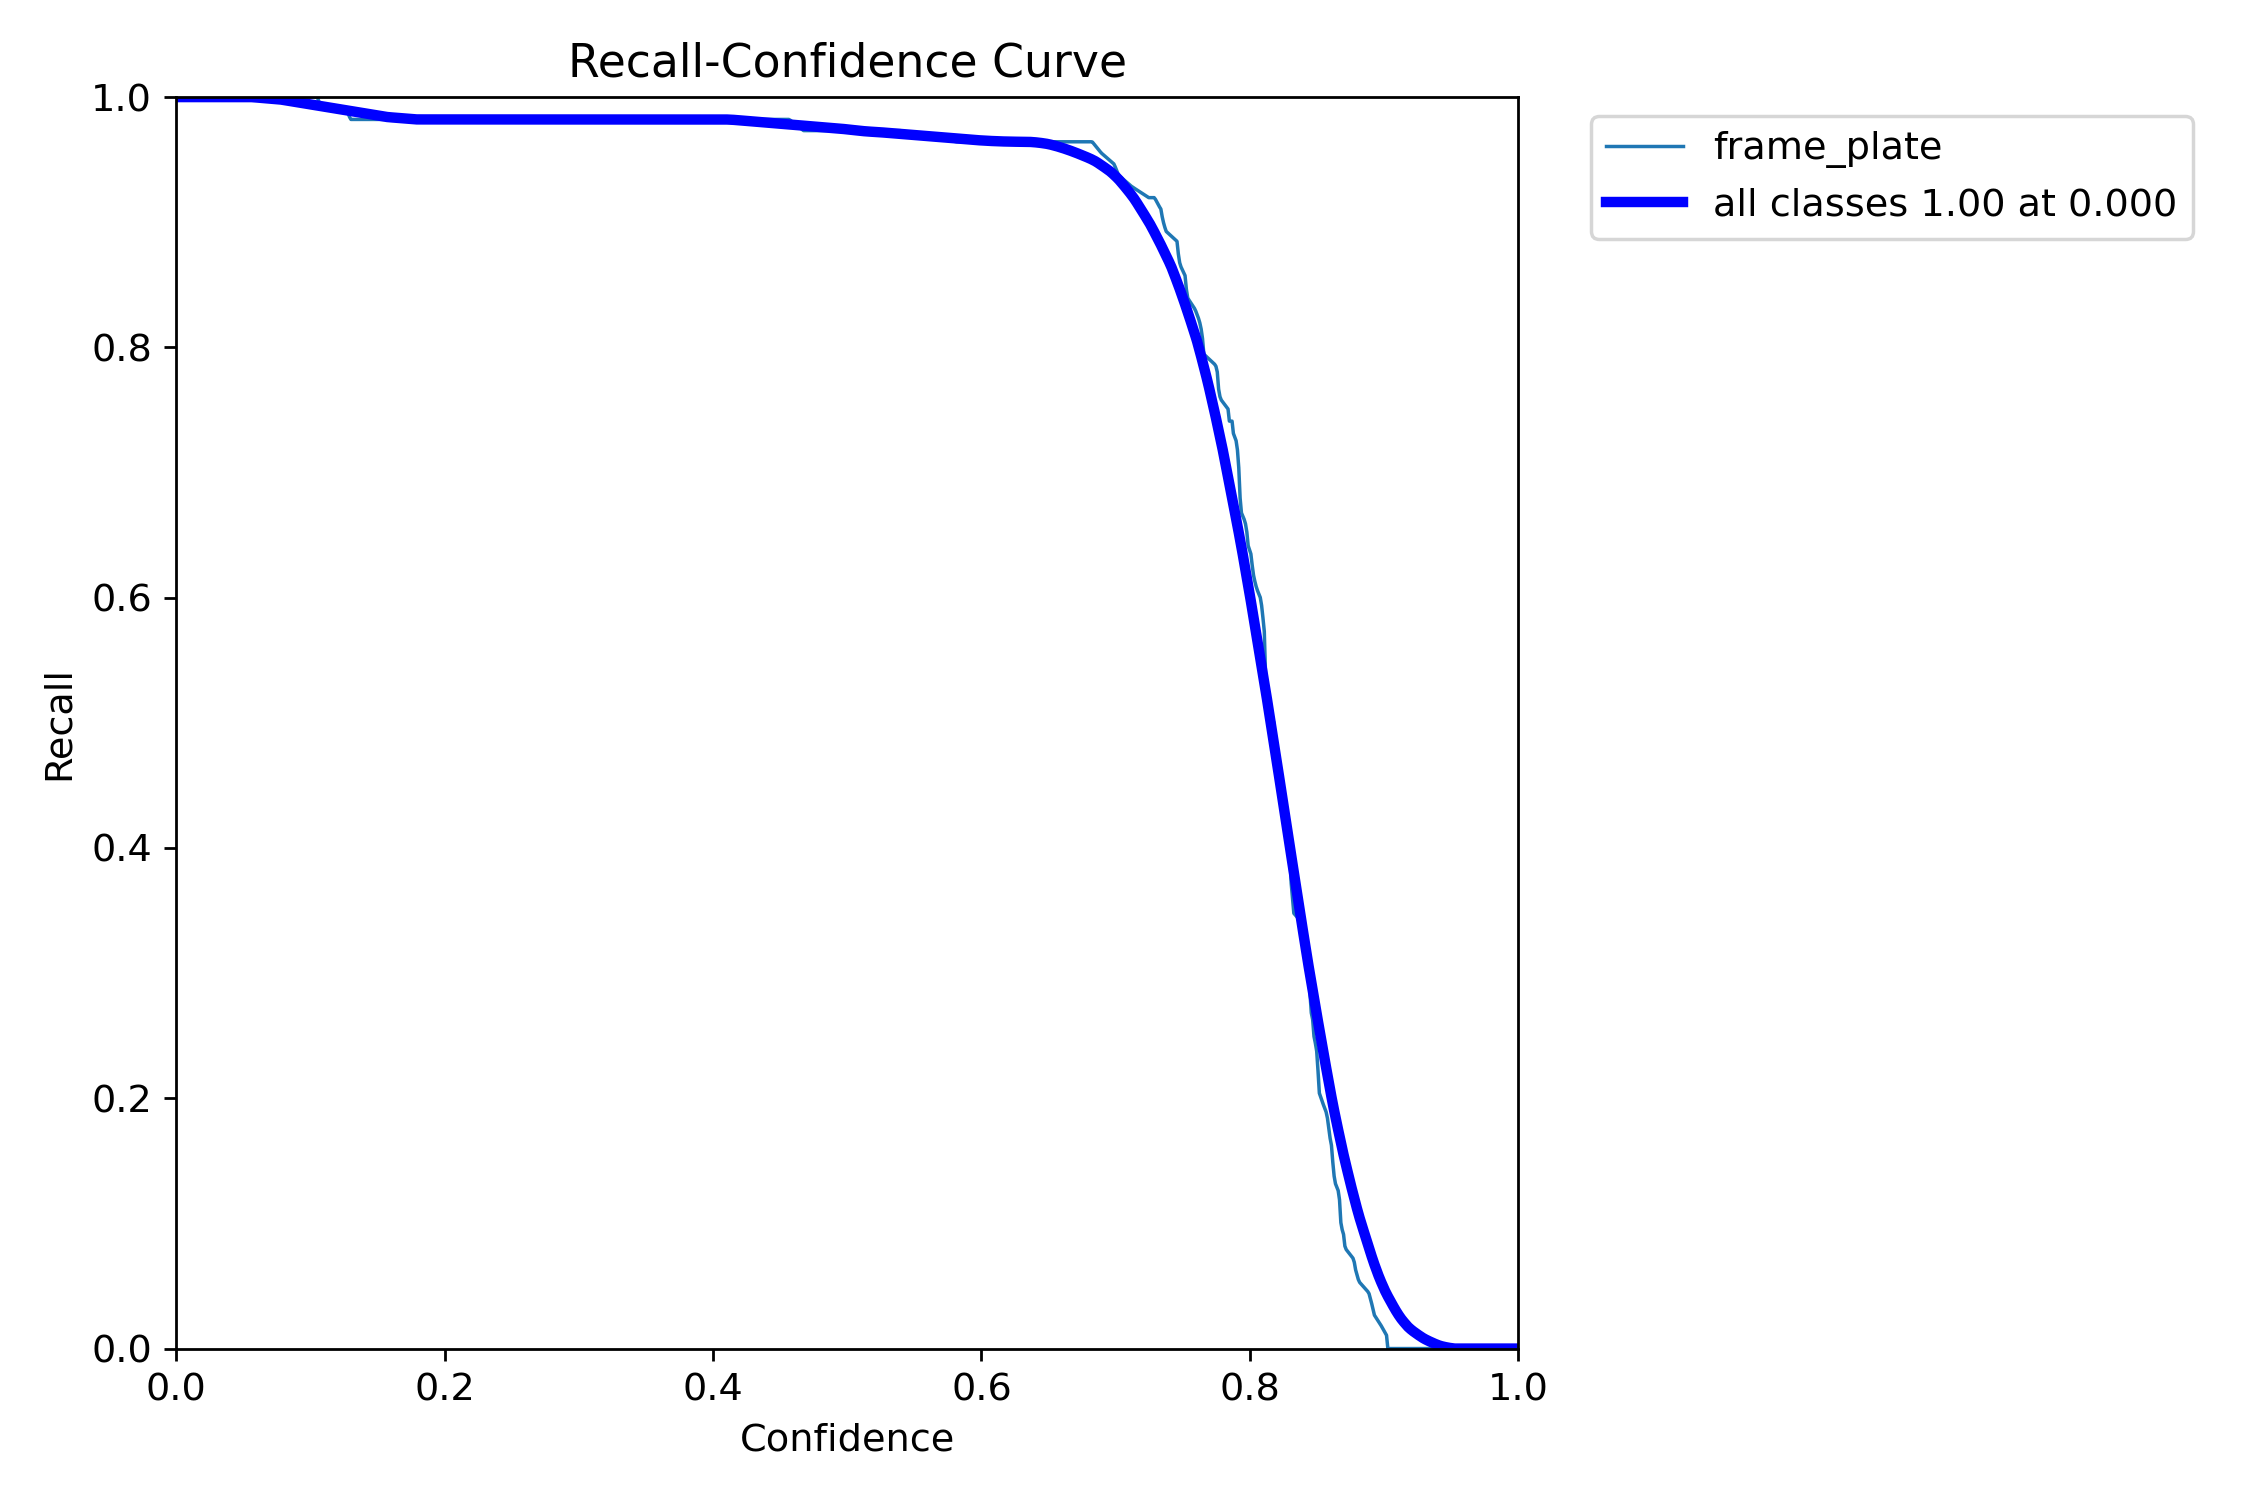 Recall-Confidence Curve
1.0
0.8
0.6
0.4
0.2
0.0
Recall
0.0 0.2 0.4 0.6 0.8 1.0
Confidence
frame_plate
all classes 1.00 at 0.000